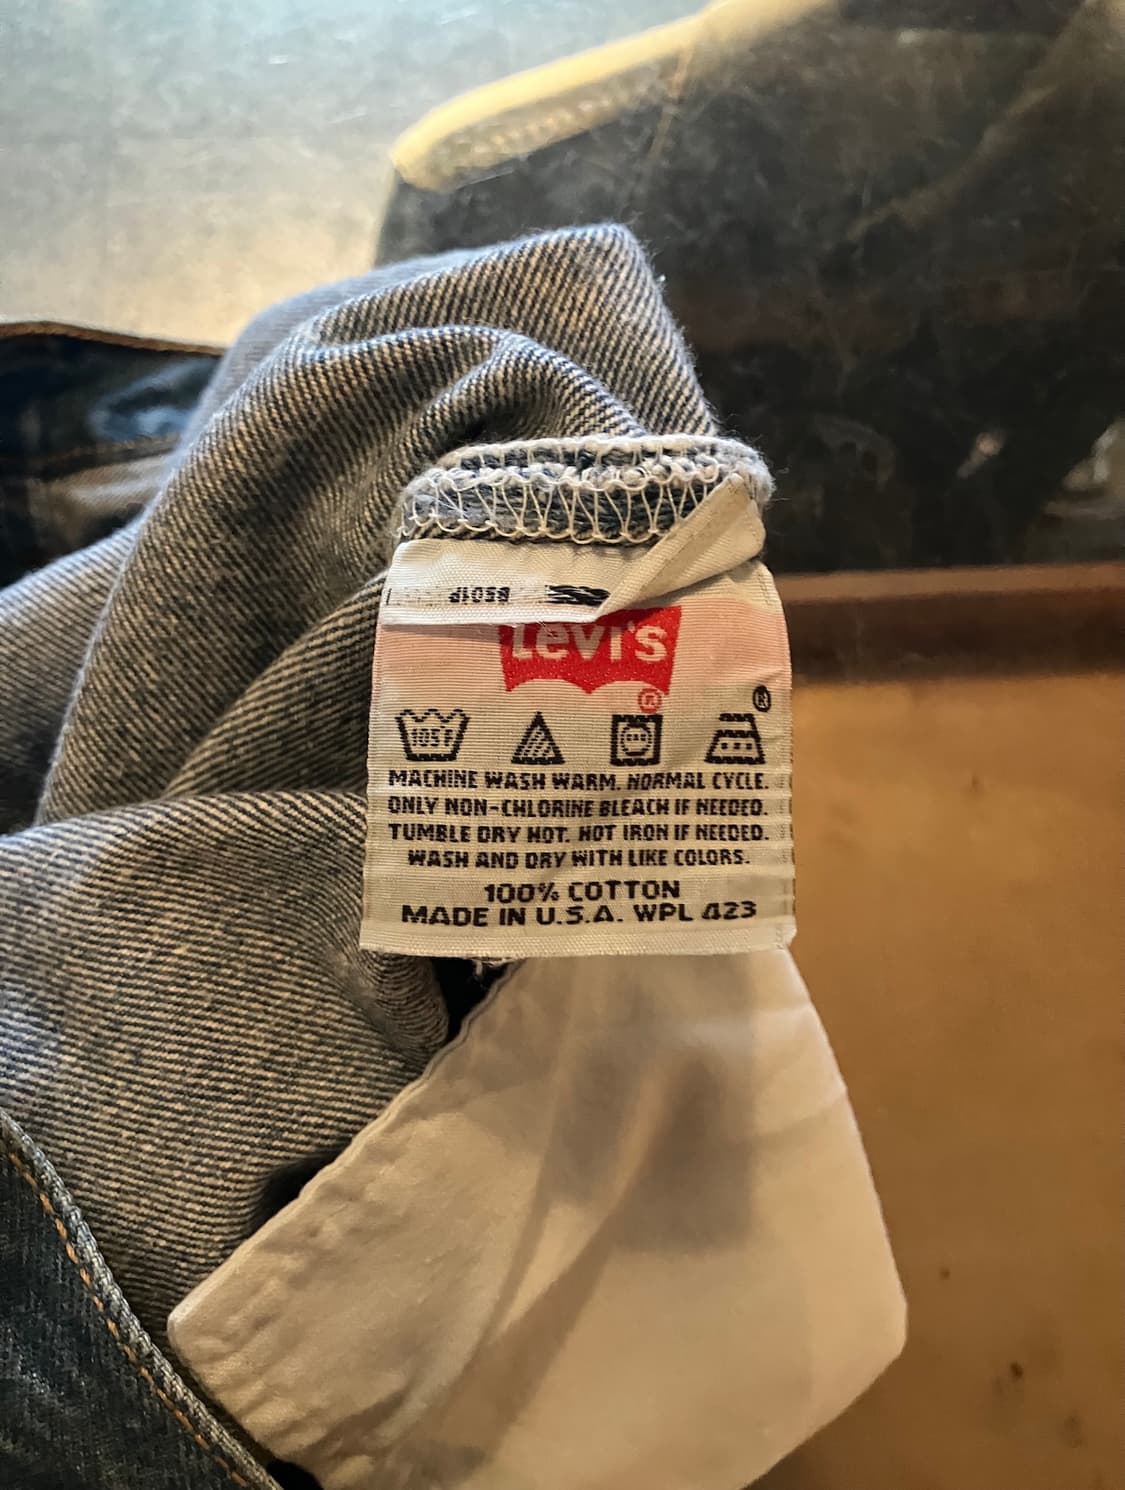 Levi's
®
®
105°F
MACHINE WASH WARM. NORMAL CYCLE.
ONLY NON-CHLORINE BLEACH IF NEEDED.
TUMBLE DRY HOT. HOT IRON IF NEEDED.
WASH AND DRY WITH LIKE COLORS.
100% COTTON
MADE IN U.S.A. WPL 423